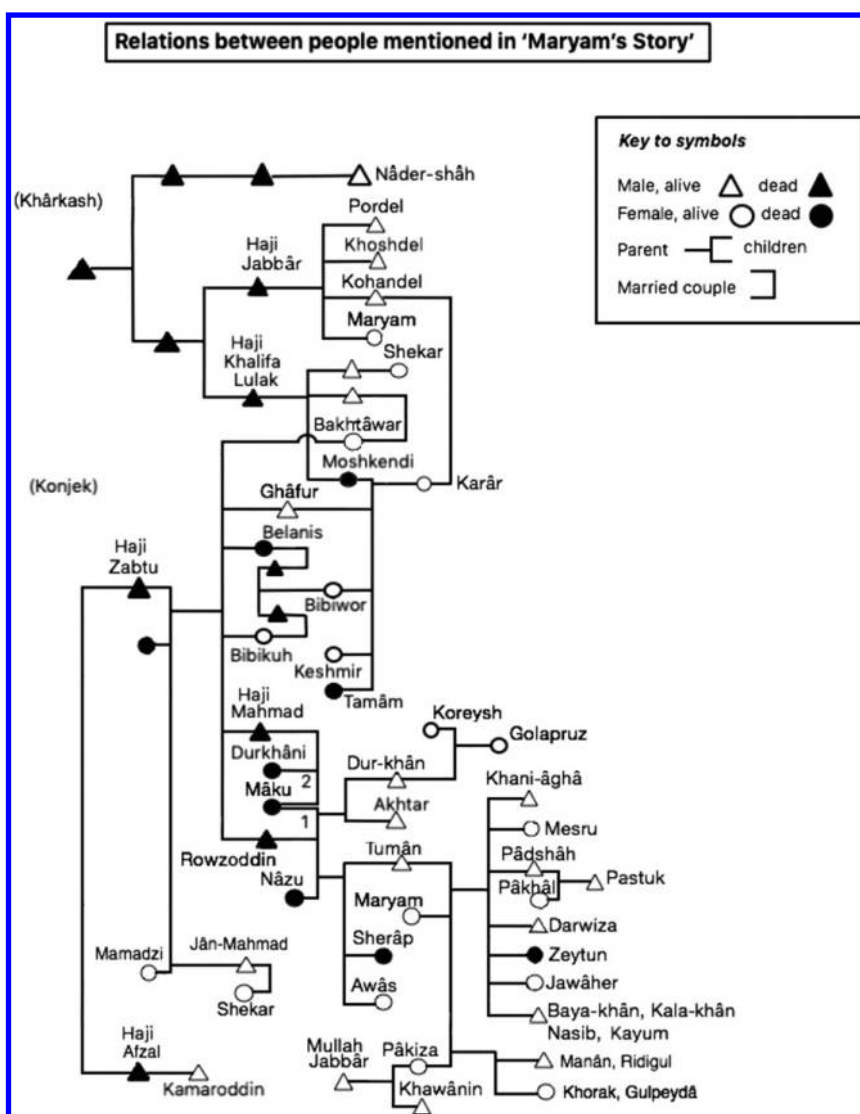 Relations between people mentioned in ‘Maryam’s Story’
Key to symbols
Male, alive dead
Female, alive dead
Parent children
Married couple
(Khârkash)
Nâder-shâh
Pordel
Haji
Jabbâr
Khoshdel
Kohandel
Maryam
Haji
Khalifa
Lulak
Shekar
Bakhtâwar
Moshkendi
Karâr
(Konjek)
Ghâfur
Belanis
Haji
Zabtu
Bibiwor
Bibikuh
Keshmir
Tamâm
Haji
Mahmad
Durkhâni
2
Mâku
1
Rowzoddin
Nâzu
Koreysh
Golapruz
Dur-khân
Akhtar
Tumân
Maryam
Sherâp
Awâs
Khani-âghâ
Mesru
Pâdshâh
Pâkhâl
Pastuk
Darwiza
Zeytun
Jawâher
Baya-khân, Kala-khân
Nasib, Kayum
Mamadzi
Jân-Mahmad
Shekar
Haji
Afzal
Kamaroddin
Mullah
Jabbâr
Pâkiza
Khawânin
Manân, Ridigul
Khorak, Gulpeydâ